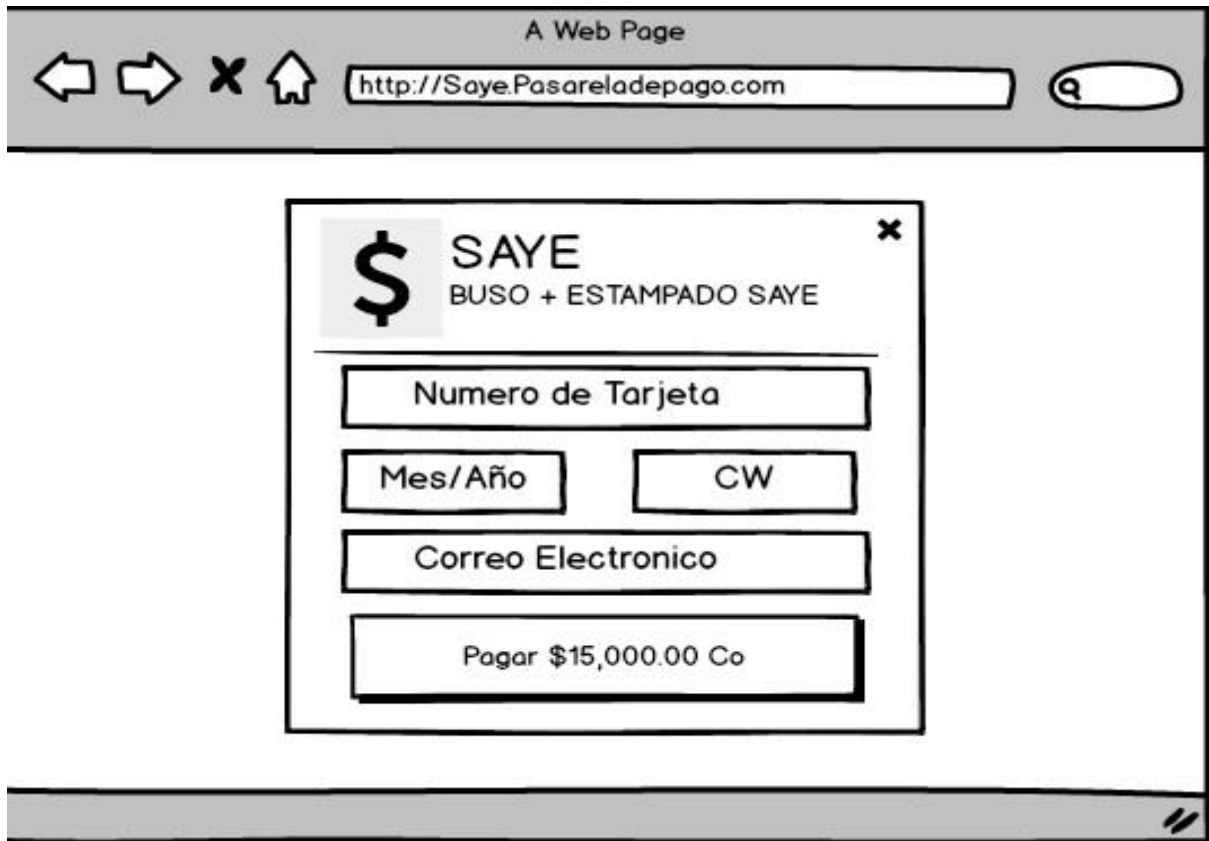 A Web Page
http://Saye.Pasareladepago.com
$ SAYE
BUSO + ESTAMPADO SAYE
Numero de Tarjeta
Mes/Año CW
Correo Electronico
Pagar $15,000.00 Co